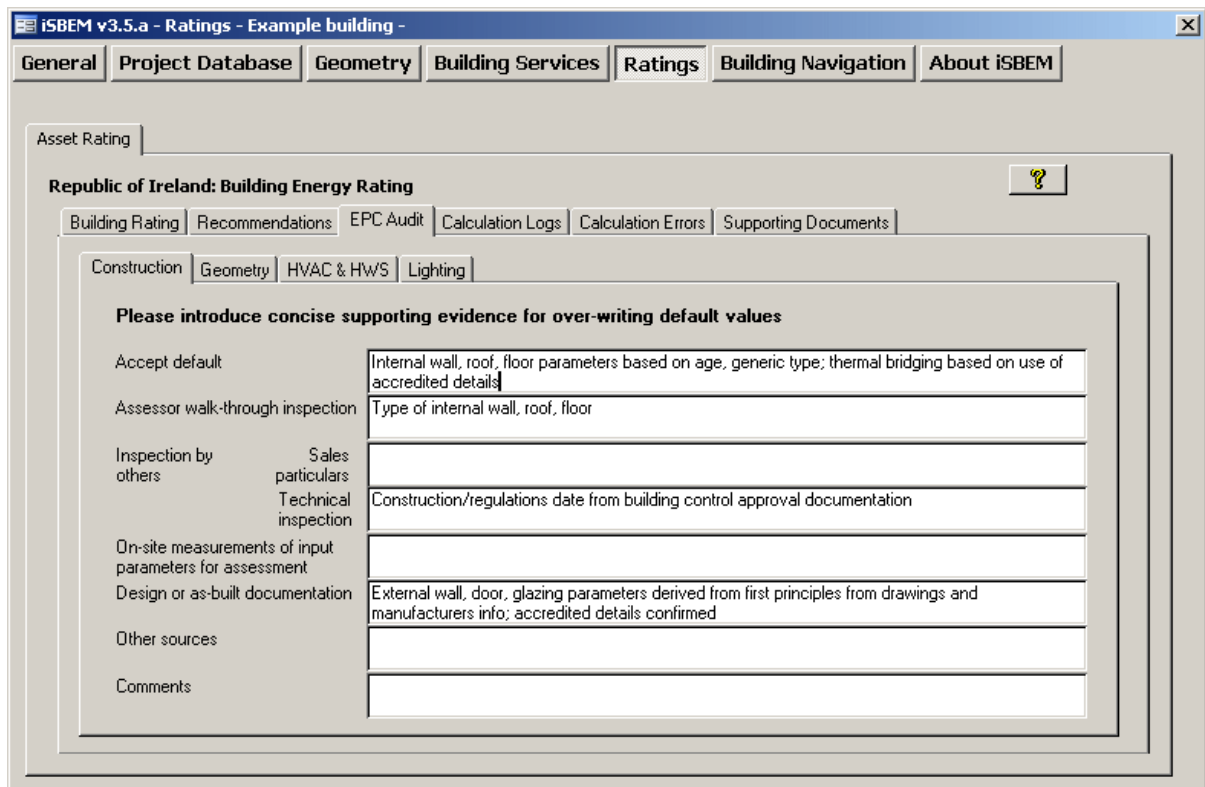 iSBEM v3.5.a - Ratings - Example building -
General Project Database Geometry Building Services Ratings Building Navigation About iSBEM
Asset Rating
Republic of Ireland: Building Energy Rating
?
Building Rating Recommendations EPC Audit Calculation Logs Calculation Errors Supporting Documents
Construction Geometry HVAC & HWS Lighting
Please introduce concise supporting evidence for over-writing default values
Accept default
Internal wall, roof, floor parameters based on age, generic type; thermal bridging based on use of
accredited details
Assessor walk-through inspection
Type of internal wall, roof, floor
Inspection by
others
Sales
particulars
Technical
inspection
Construction/regulations date from building control approval documentation
On-site measurements of input
parameters for assessment
Design or as-built documentation
External wall, door, glazing parameters derived from first principles from drawings and
manufacturers info; accredited details confirmed
Other sources
Comments